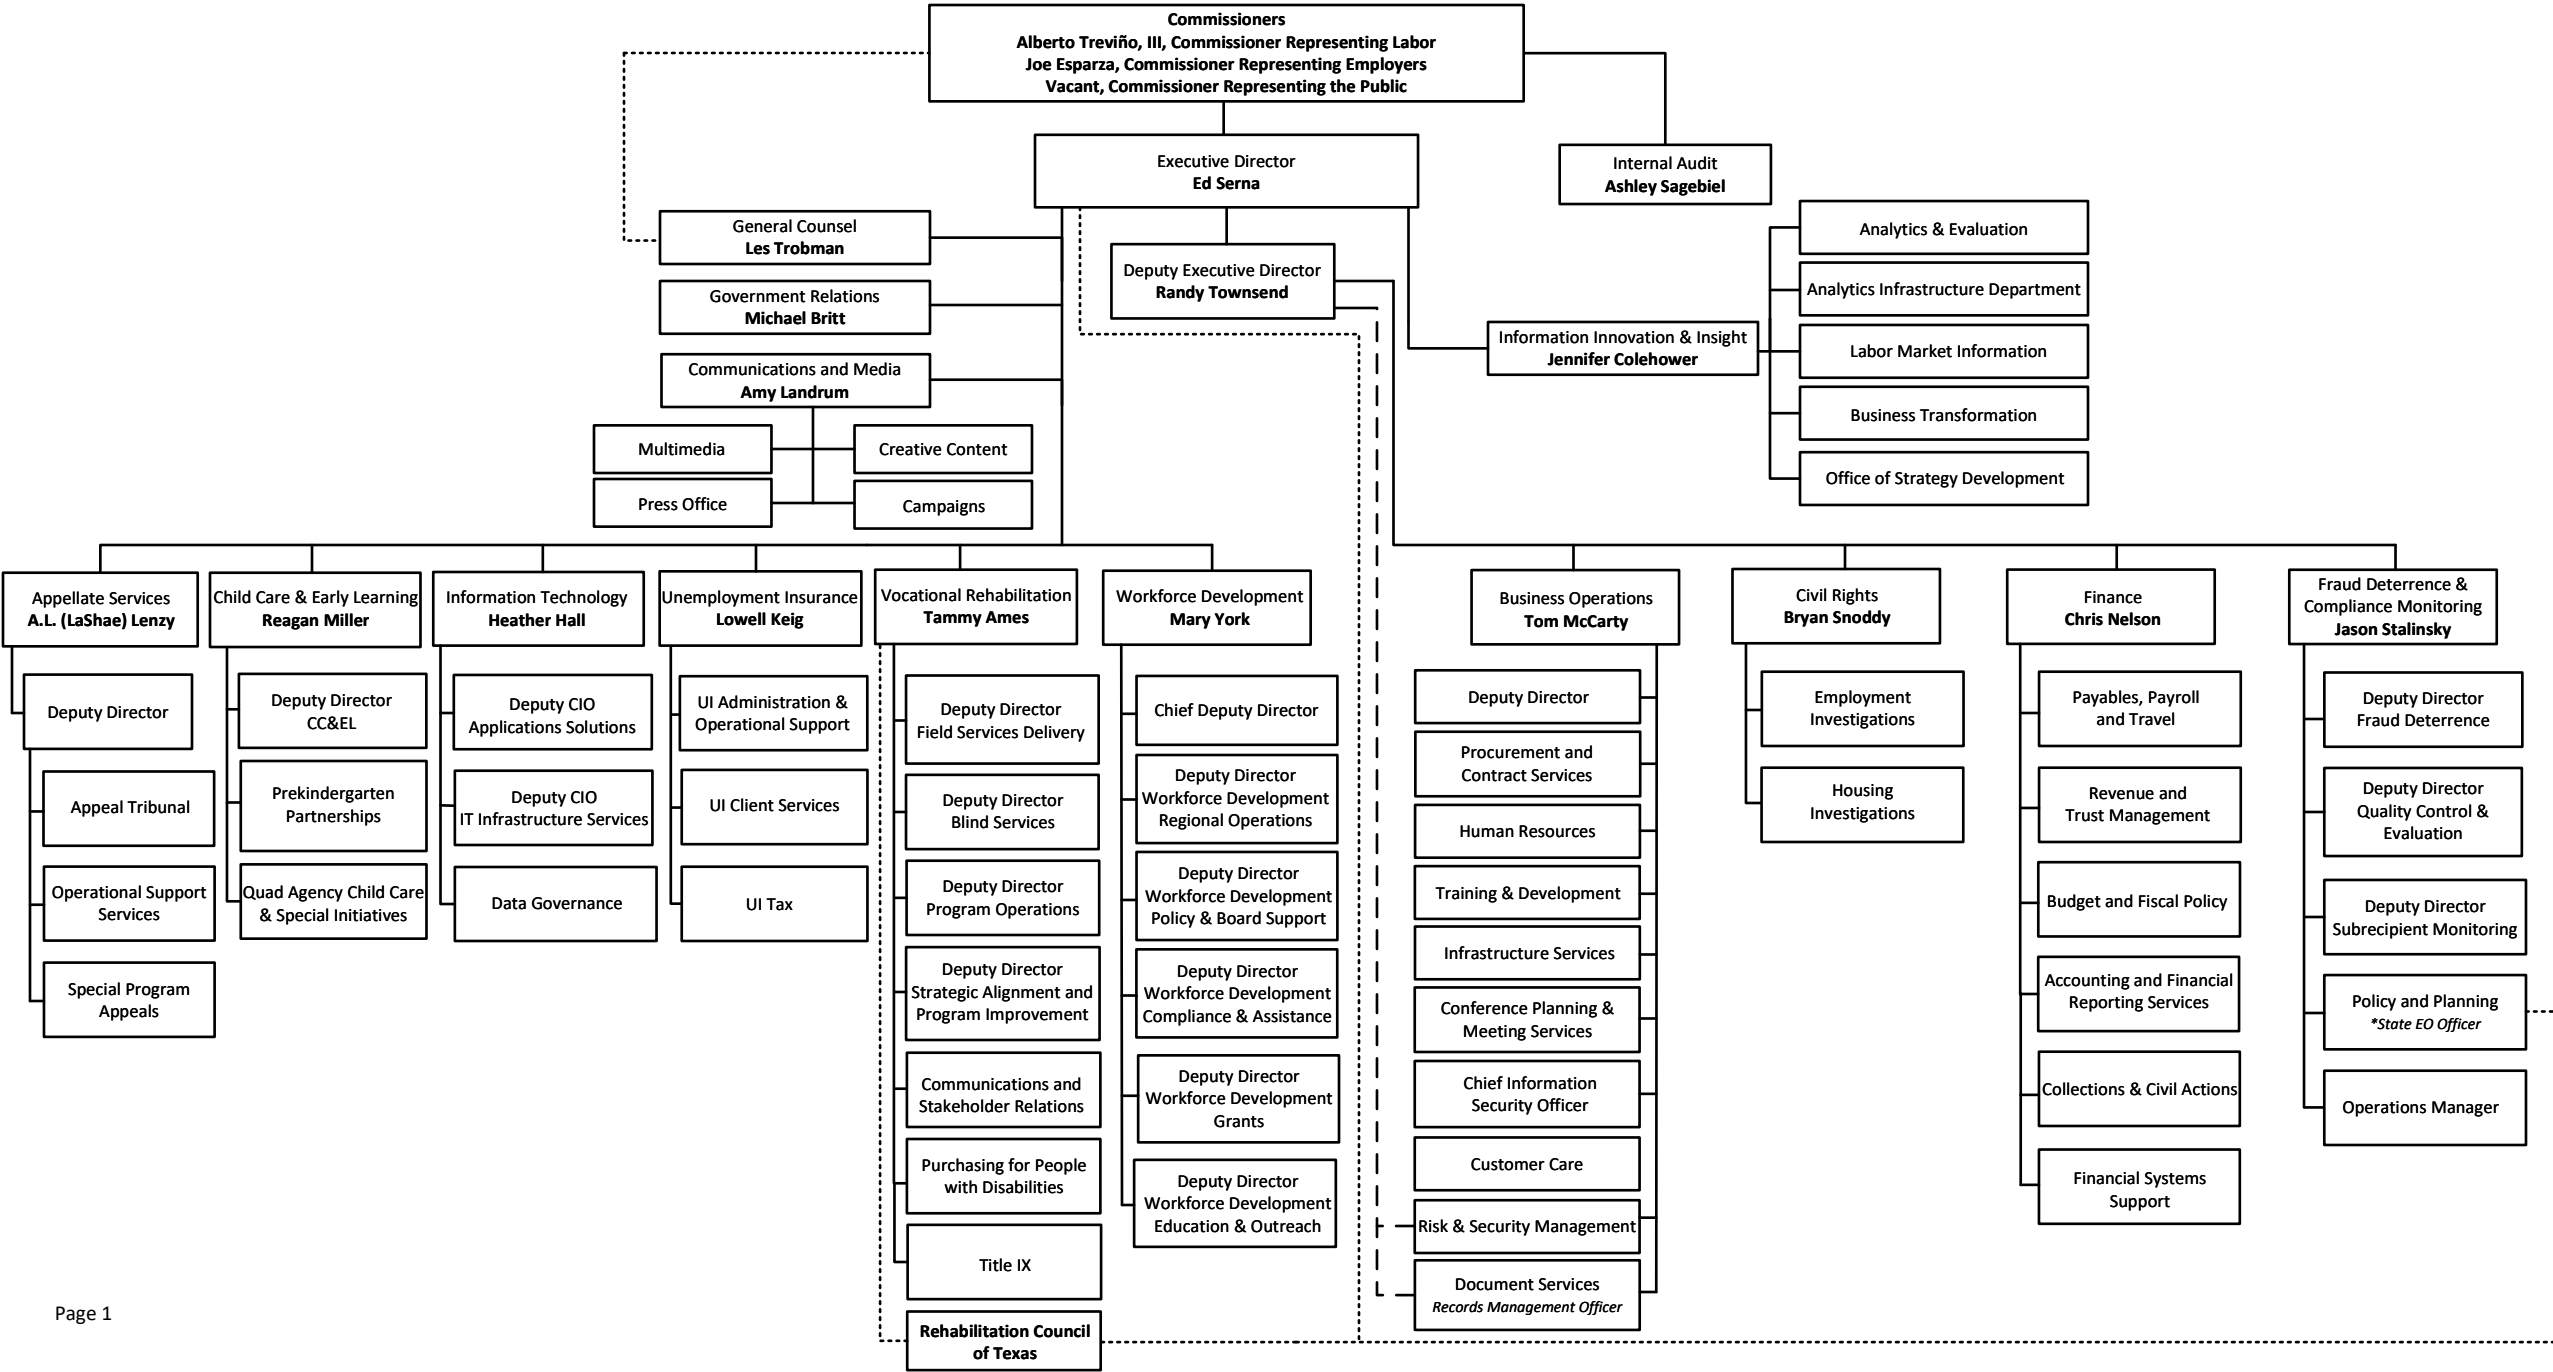 Commissioners
Alberto Treviño, III, Commissioner Representing Labor
Joe Esparza, Commissioner Representing Employers
Vacant, Commissioner Representing the Public
Executive Director
Ed Serna
Internal Audit
Ashley Sagebiel
General Counsel
Les Trobman
Government Relations
Michael Britt
Communications and Media
Amy Landrum
Multimedia
Creative Content
Press Office
Campaigns
Deputy Executive Director
Randy Townsend
Information Innovation & Insight
Jennifer Colehower
Analytics & Evaluation
Analytics Infrastructure Department
Labor Market Information
Business Transformation
Office of Strategy Development
Appellate Services
A.L. (LaShae) Lenzy
Deputy Director
Appeal Tribunal
Operational Support
Services
Special Program
Appeals
Child Care & Early Learning
Reagan Miller
Deputy Director
CC&EL
Prekindergarten
Partnerships
Quad Agency Child Care
& Special Initiatives
Information Technology
Heather Hall
Deputy CIO
Applications Solutions
Deputy CIO
IT Infrastructure Services
Data Governance
Unemployment Insurance
Lowell Keig
UI Administration &
Operational Support
UI Client Services
UI Tax
Vocational Rehabilitation
Tammy Ames
Deputy Director
Field Services Delivery
Deputy Director
Blind Services
Deputy Director
Program Operations
Deputy Director
Strategic Alignment and
Program Improvement
Communications and
Stakeholder Relations
Purchasing for People
with Disabilities
Title IX
Rehabilitation Council
of Texas
Workforce Development
Mary York
Chief Deputy Director
Deputy Director
Workforce Development
Regional Operations
Deputy Director
Workforce Development
Policy & Board Support
Deputy Director
Workforce Development
Compliance & Assistance
Deputy Director
Workforce Development
Grants
Deputy Director
Workforce Development
Education & Outreach
Business Operations
Tom McCarty
Deputy Director
Procurement and
Contract Services
Human Resources
Training & Development
Infrastructure Services
Conference Planning &
Meeting Services
Chief Information
Security Officer
Customer Care
Risk & Security Management
Document Services
Records Management Officer
Civil Rights
Bryan Snoddy
Employment
Investigations
Housing
Investigations
Finance
Chris Nelson
Payables, Payroll
and Travel
Revenue and
Trust Management
Budget and Fiscal Policy
Accounting and Financial
Reporting Services
Collections & Civil Actions
Financial Systems
Support
Fraud Deterrence &
Compliance Monitoring
Jason Stalinsky
Deputy Director
Fraud Deterrence
Deputy Director
Quality Control &
Evaluation
Deputy Director
Subrecipient Monitoring
Policy and Planning
*State EO Officer
Operations Manager
Page 1